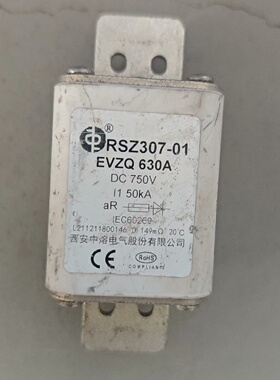 ®RSZ307-01
EVZQ 630A
DC 750V
I1 50kA
aR
IEC60269
20℃
西安中熔电气股份有限公司
CE RoHS
COMPLIANT